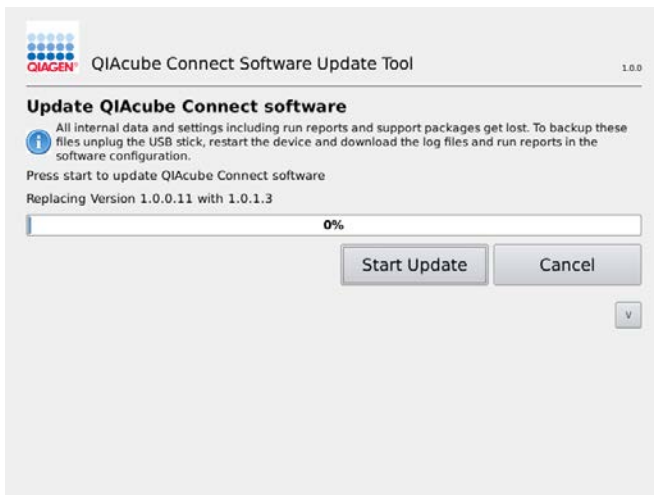 QIAGEN
QIAcube Connect Software Update Tool
1.0.0
Update QIAcube Connect software
All internal data and settings including run reports and support packages get lost. To backup these
files unplug the USB stick, restart the device and download the log files and run reports in the
software configuration.
Press start to update QIAcube Connect software
Replacing Version 1.0.0.11 with 1.0.1.3
0%
Start Update Cancel
v